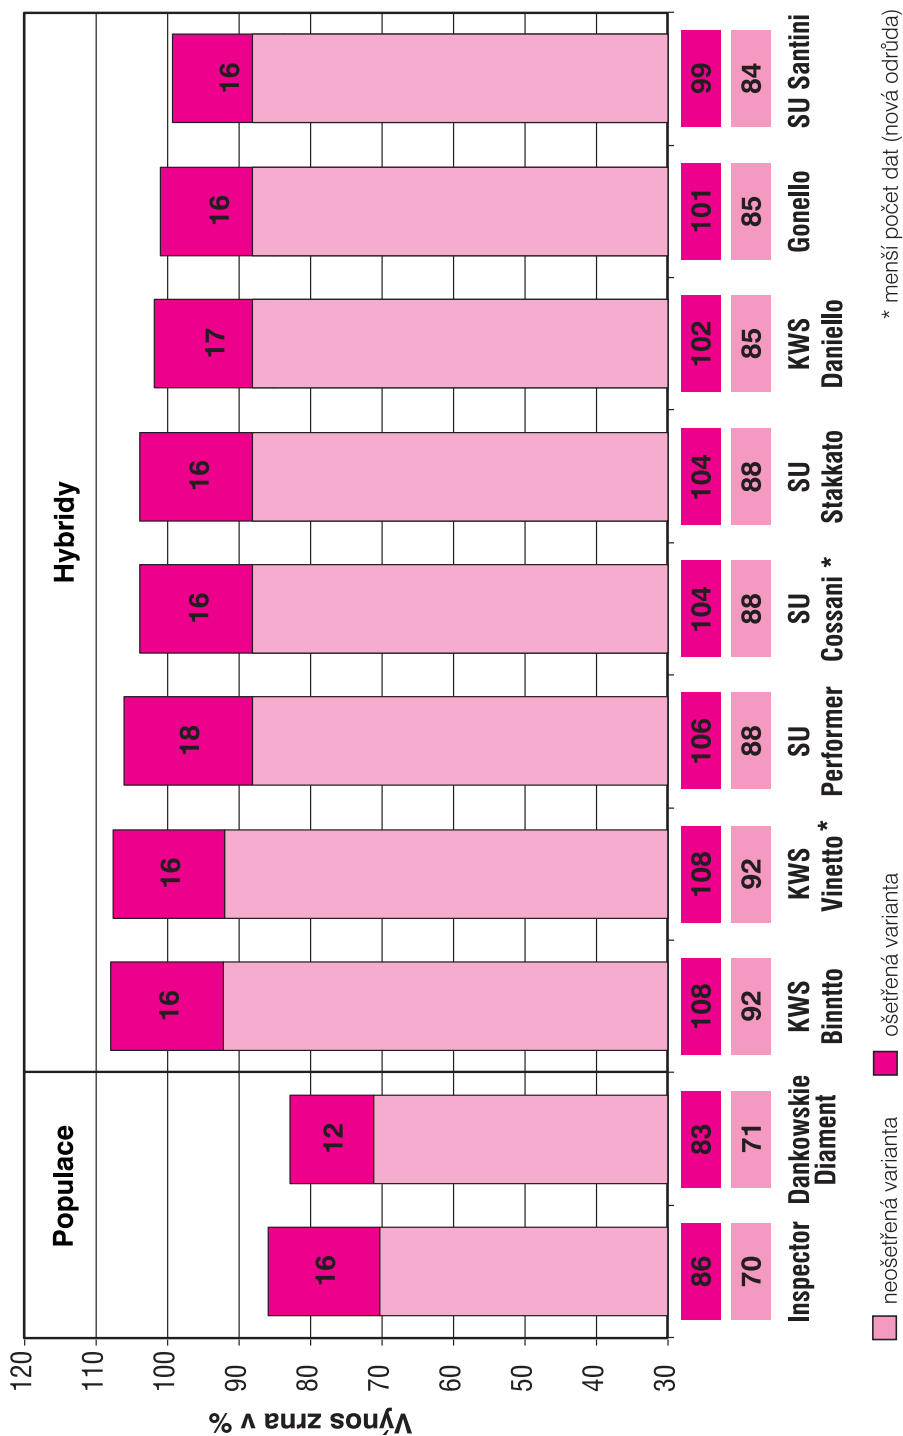 Populace
Hybridy
Výnos zrna v %
120
110
100
90
80
70
60
50
40
30
16
12
16
16
18
16
16
17
16
16
86
83
108
108
106
104
104
102
101
99
70
71
92
92
88
88
88
85
85
84
Inspector
Dankowskie
Diament
KWS
Binntto
KWS
Vinetto *
SU
Performer
SU
Cossani *
SU
Stakkato
KWS
Daniello
Gonello
SU Santini
neošetřená varianta
ošetřená varianta
* menší počet dat (nová odrůda)